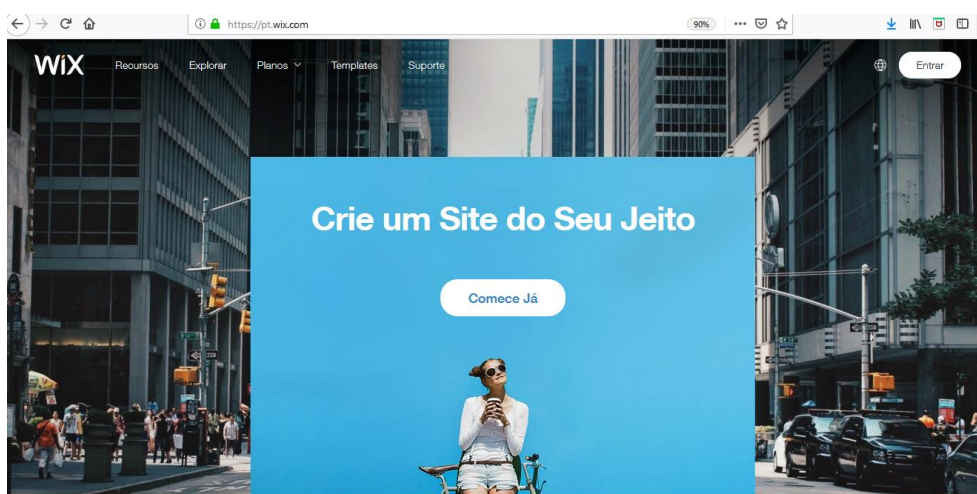 https://pt.wix.com 90%
WiX Recursos Explorar Planos Templates Suporte Entrar
Crie um Site do Seu Jeito
Comece Já